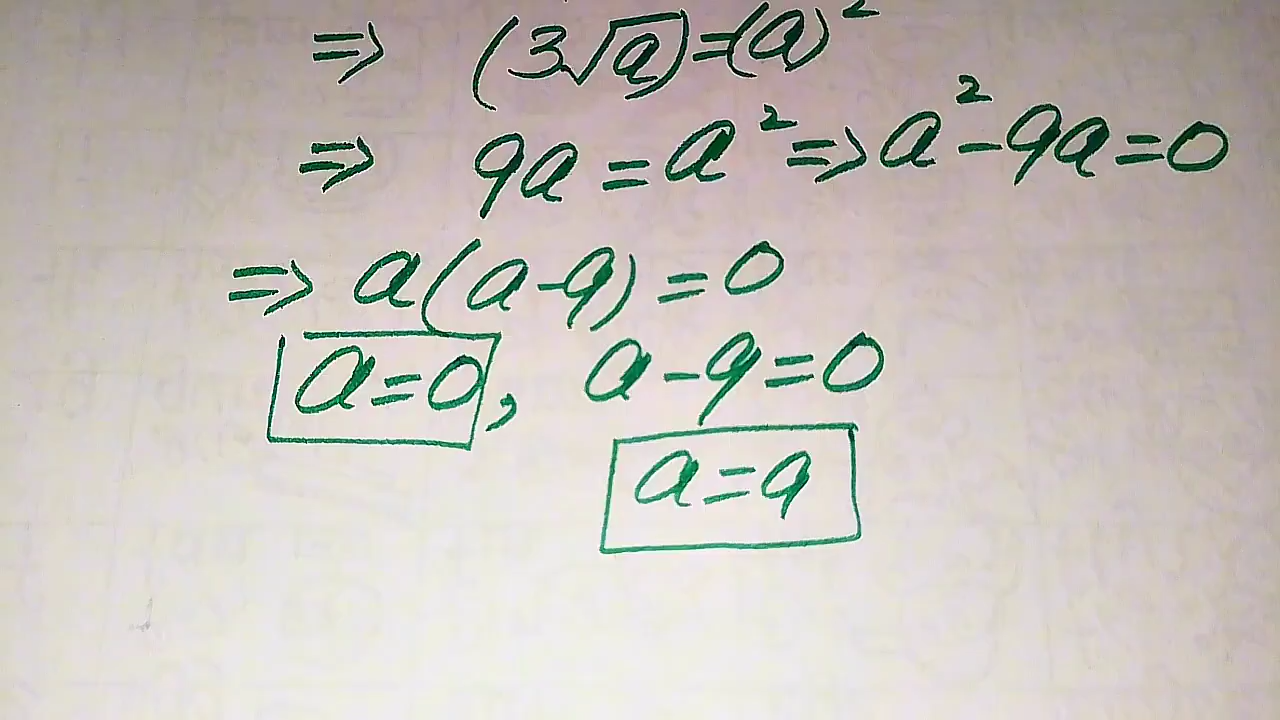 ⇒ (3√a)=(a)²
⇒ 9a = a² ⇒ a² - 9a = 0
⇒ a(a-9) = 0
a=0, a-9=0
a=9